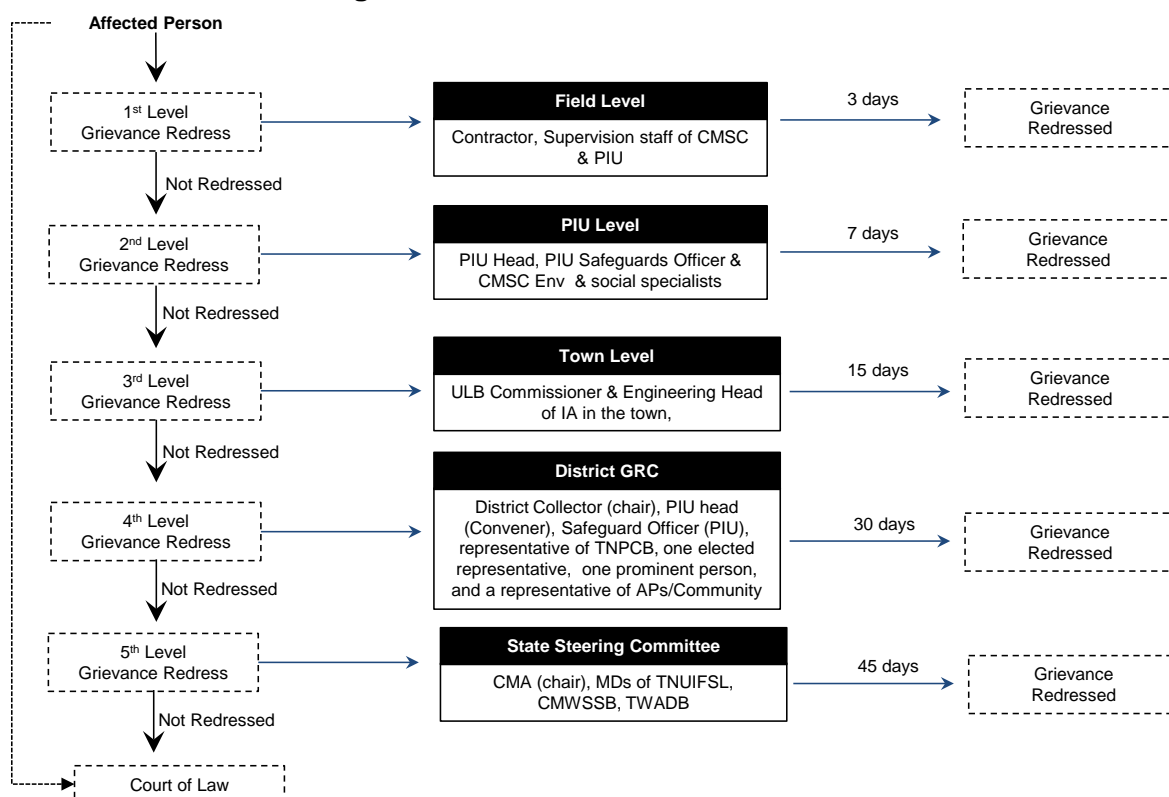 Affected Person
1st Level
Grievance Redress
Field Level
Contractor, Supervision staff of CMSC
& PIU
3 days
Grievance
Redressed
Not Redressed
2nd Level
Grievance Redress
PIU Level
PIU Head, PIU Safeguards Officer &
CMSC Env & social specialists
7 days
Grievance
Redressed
Not Redressed
3rd Level
Grievance Redress
Town Level
ULB Commissioner & Engineering Head
of IA in the town,
15 days
Grievance
Redressed
Not Redressed
4th Level
Grievance Redress
District GRC
District Collector (chair), PIU head
(Convener), Safeguard Officer (PIU),
representative of TNPCB, one elected
representative, one prominent person,
and a representative of APs/Community
30 days
Grievance
Redressed
Not Redressed
5th Level
Grievance Redress
State Steering Committee
CMA (chair), MDs of TNUIFSL,
CMWSSB, TWADB
45 days
Grievance
Redressed
Not Redressed
Court of Law